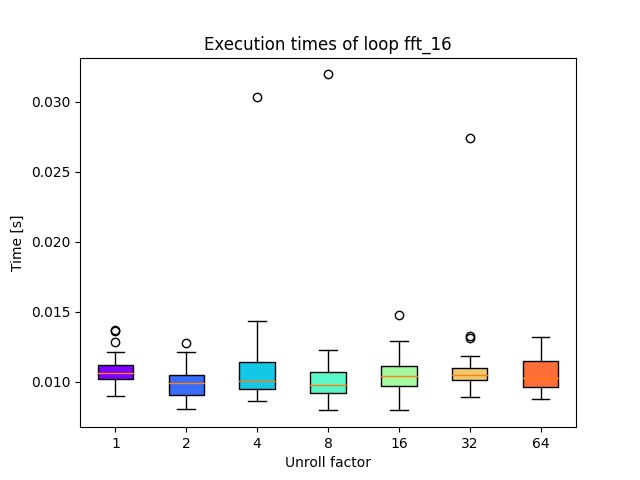 Execution times of loop fft_16
0.030
0.025
0.020
0.015
0.010
Time [s]
1 2 4 8 16 32 64
Unroll factor